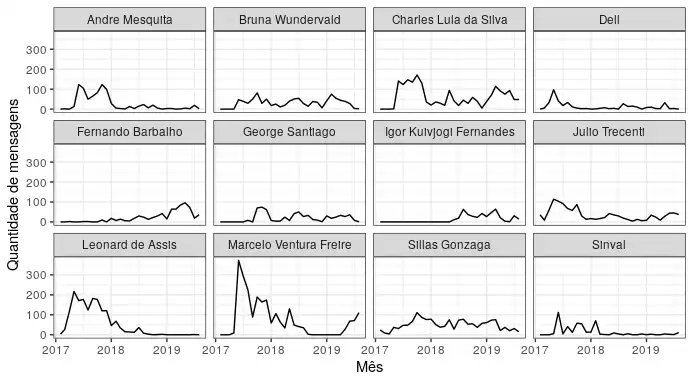 Andre Mesquita Bruna Wundervald Charles Lula da Silva Dell
300
200
100
0
Fernando Barbalho George Santiago Igor Kuivjogi Fernandes Julio Trecenti
300
200
100
0
Leonard de Assis Marcelo Ventura Freire Sillas Gonzaga Sinval
300
200
100
0
2017 2018 2019 2017 2018 2019 2017 2018 2019 2017 2018 2019
Mês
Quantidade de mensagens